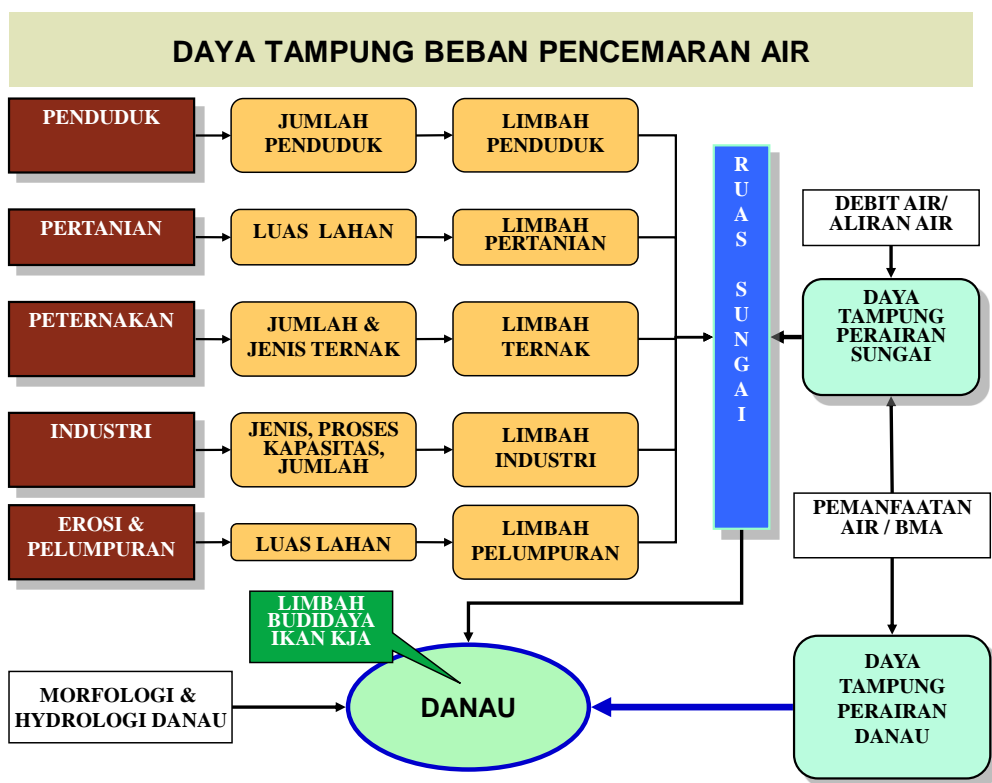 DAYA TAMPUNG BEBAN PENCEMARAN AIR
PENDUDUK
JUMLAH
PENDUDUK
LIMBAH
PENDUDUK
PERTANIAN
LUAS LAHAN
LIMBAH
PERTANIAN
PETERNAKAN
JUMLAH &
JENIS TERNAK
LIMBAH
TERNAK
INDUSTRI
JENIS, PROSES
KAPASITAS,
JUMLAH
LIMBAH
INDUSTRI
EROSI &
PELUMPURAN
LUAS LAHAN
LIMBAH
PELUMPURAN
RUAS SUNGAI
DEBIT AIR/
ALIRAN AIR
DAYA
TAMPUNG
PERAIRAN
SUNGAI
PEMANFAATAN
AIR / BMA
LIMBAH
BUDIDAYA
IKAN KJA
MORFOLOGI &
HYDROLOGI DANAU
DANAU
DAYA
TAMPUNG
PERAIRAN
DANAU